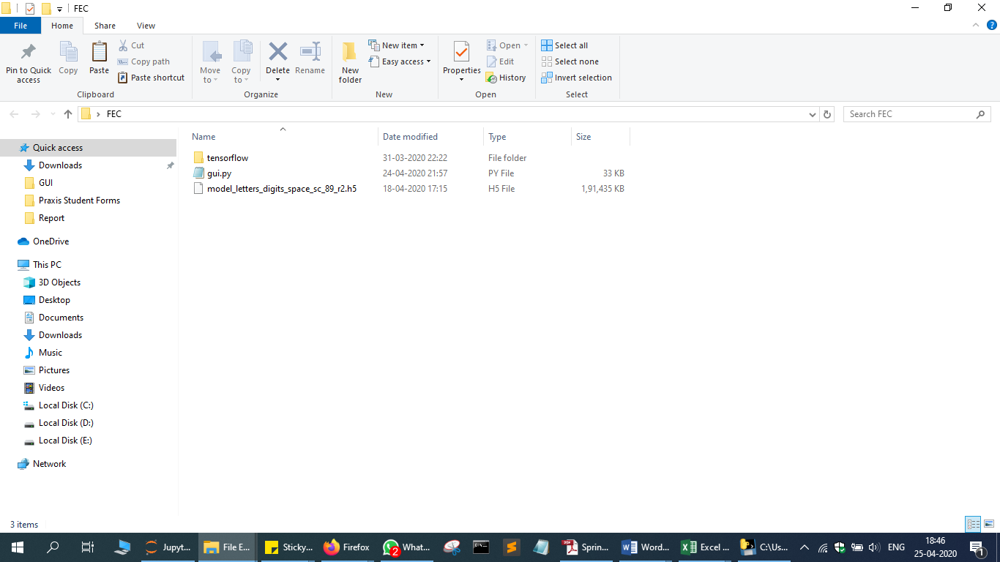 FEC
File Home Share View
Pin to Quick access
Copy
Paste
Cut
Copy path
Paste shortcut
Clipboard
Move to
Copy to
Delete
Rename
Organize
New folder
New item
Easy access
New
Properties
Open
Edit
History
Open
Select all
Select none
Invert selection
Select
FEC
Search FEC
Quick access
Downloads
GUI
Praxis Student Forms
Report
OneDrive
This PC
3D Objects
Desktop
Documents
Downloads
Music
Pictures
Videos
Local Disk (C:)
Local Disk (D:)
Local Disk (E:)
Network
Name Date modified Type Size
tensorflow 31-03-2020 22:22 File folder
gui.py 24-04-2020 21:57 PY File 33 KB
model_letters_digits_space_sc_89_r2.h5 18-04-2020 17:15 H5 File 1,91,435 KB
3 items
Jupyt... File E... Sticky... Firefox 2 What... Sprin... Word... Excel ... C:\Us... ENG 18:46 1
25-04-2020